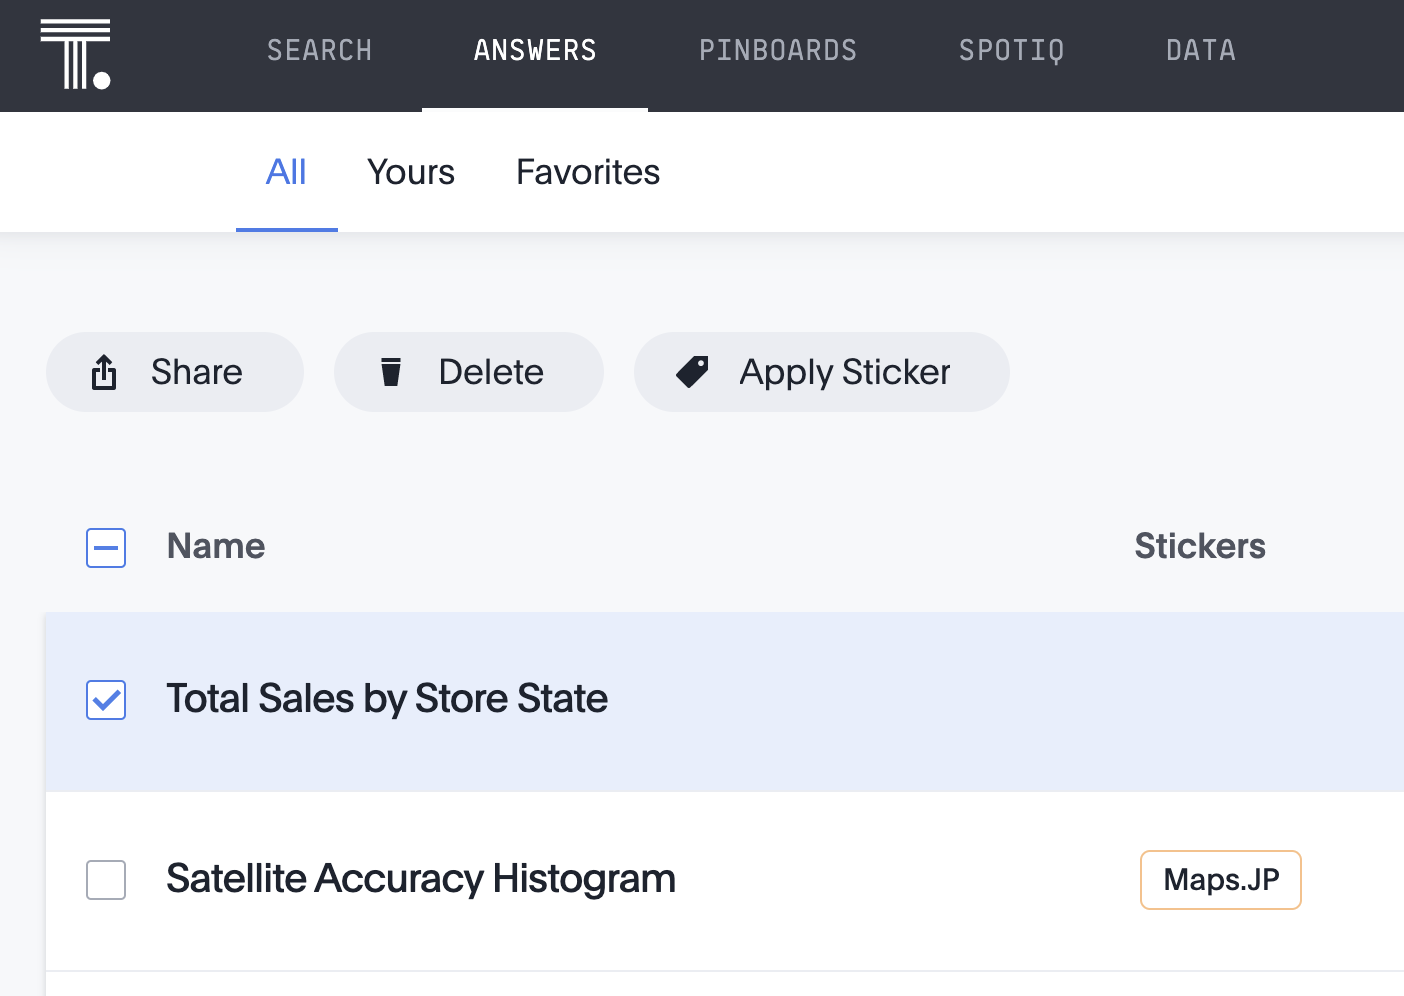 SEARCH ANSWERS PINBOARDS SPOTIQ DATA
All Yours Favorites
Share Delete Apply Sticker
Name Stickers
Total Sales by Store State
Satellite Accuracy Histogram Maps.JP